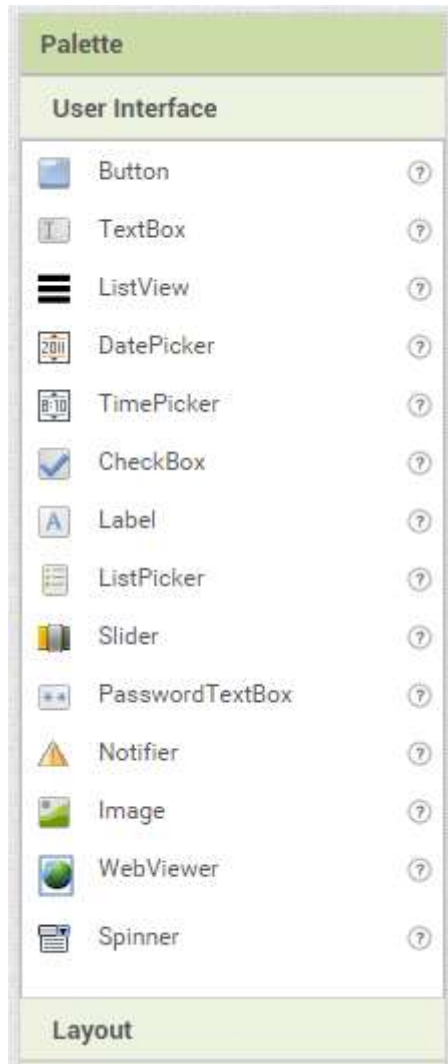 Palette
User Interface
Button
TextBox
ListView
DatePicker
TimePicker
CheckBox
Label
ListPicker
Slider
PasswordTextBox
Notifier
Image
WebViewer
Spinner
Layout